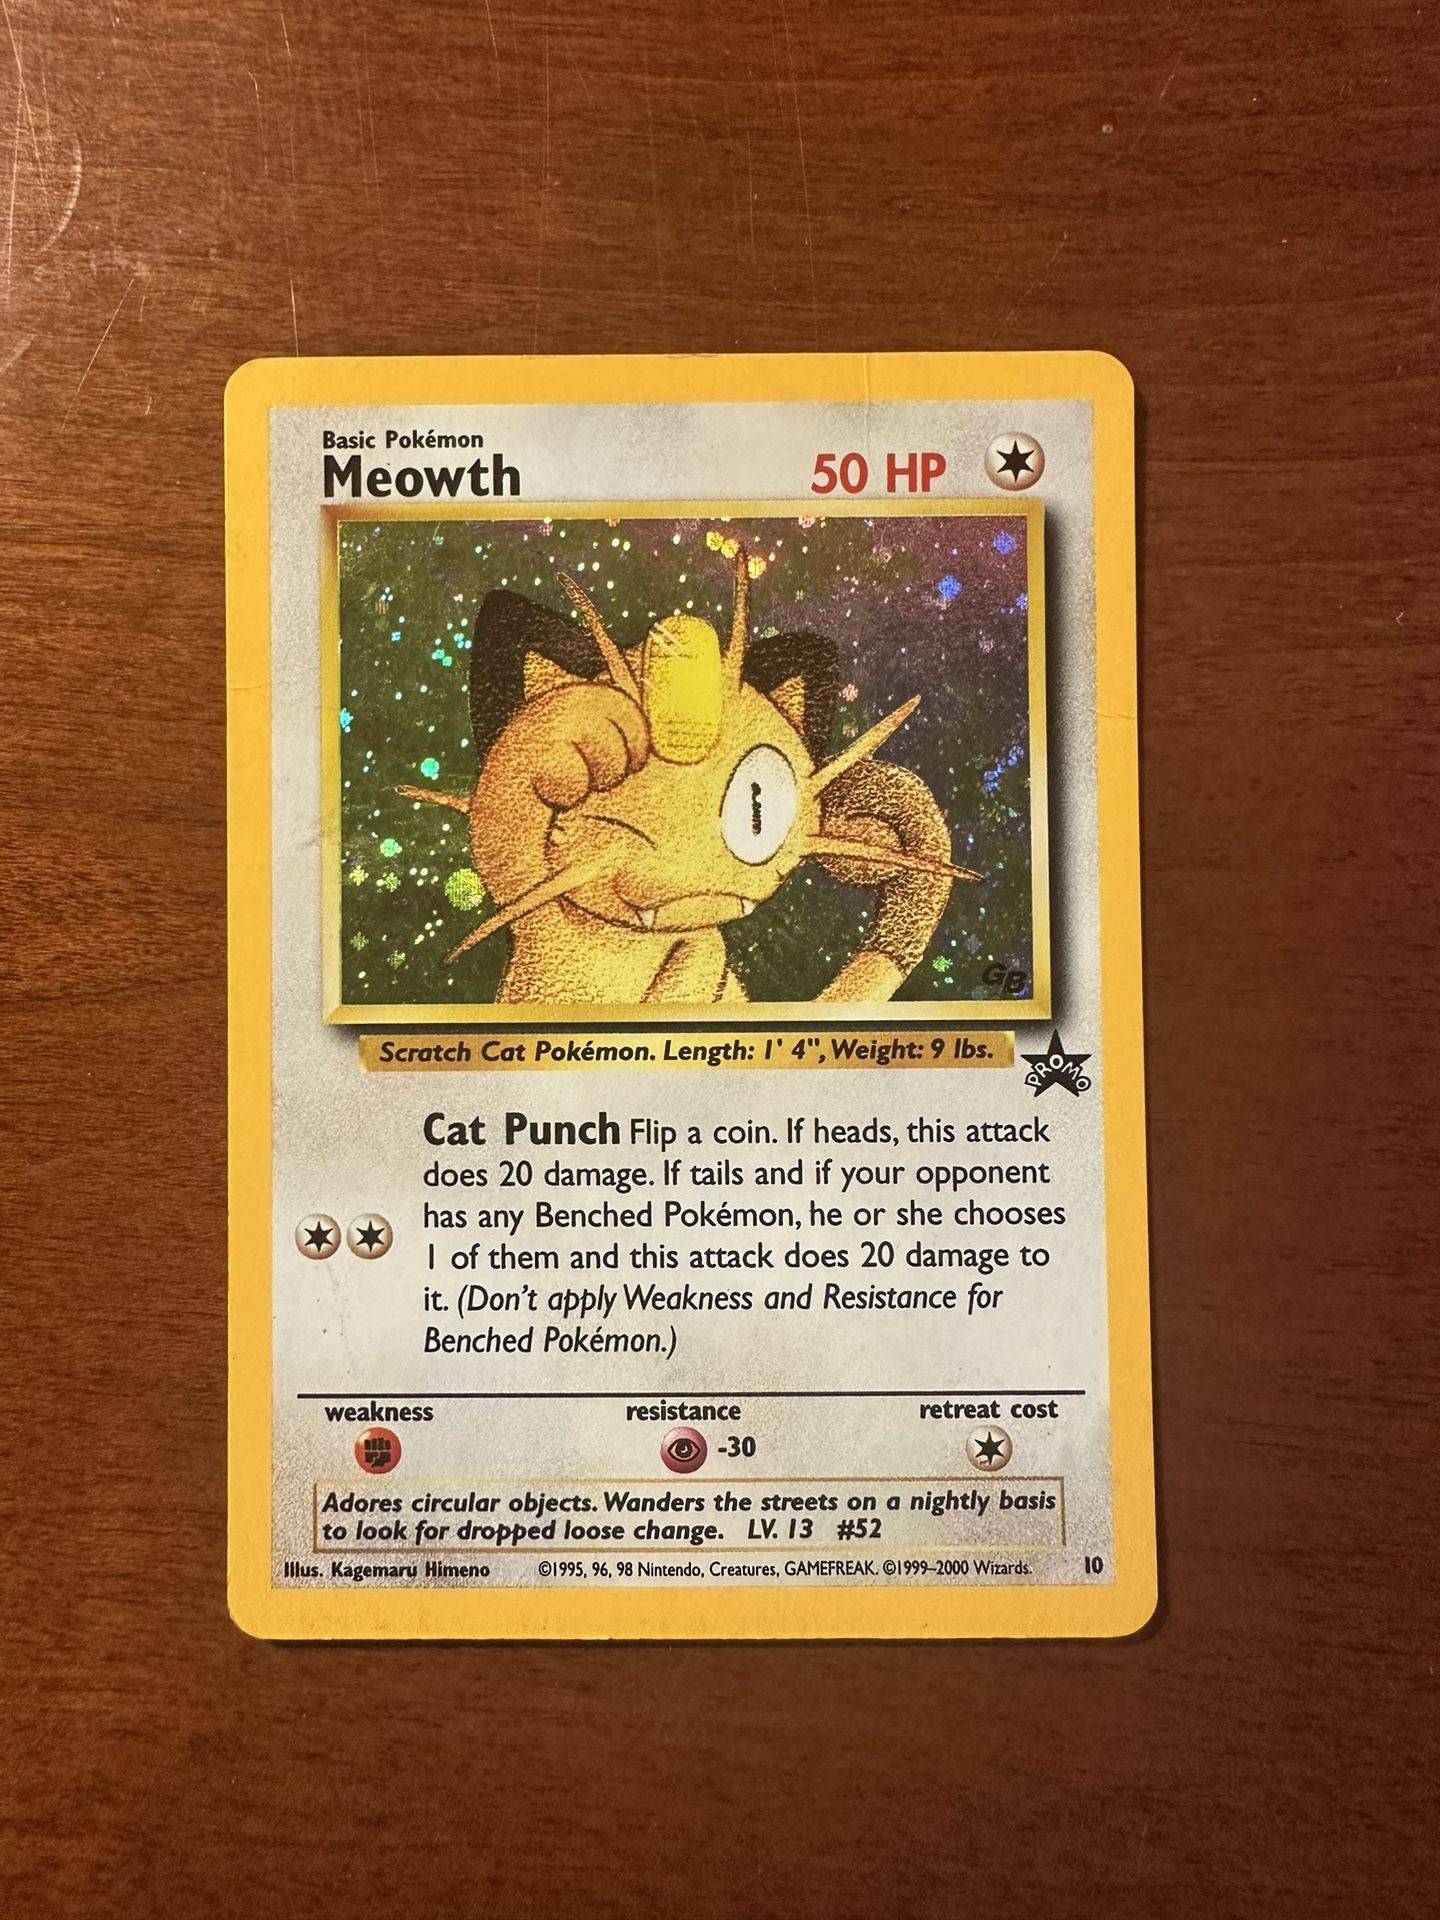 Basic Pokémon
Meowth
50 HP
GB
Scratch Cat Pokémon. Length: 1' 4", Weight: 9 lbs.
PROMO
Cat Punch Flip a coin. If heads, this attack
does 20 damage. If tails and if your opponent
has any Benched Pokémon, he or she chooses
1 of them and this attack does 20 damage to
it. (Don't apply Weakness and Resistance for
Benched Pokémon.)
weakness
resistance
retreat cost
-30
Adores circular objects. Wanders the streets on a nightly basis
to look for dropped loose change. LV. 13 #52
Illus. Kagemaru Himeno ©1995, 96, 98 Nintendo, Creatures, GAMEFREAK. ©1999–2000 Wizards. 10